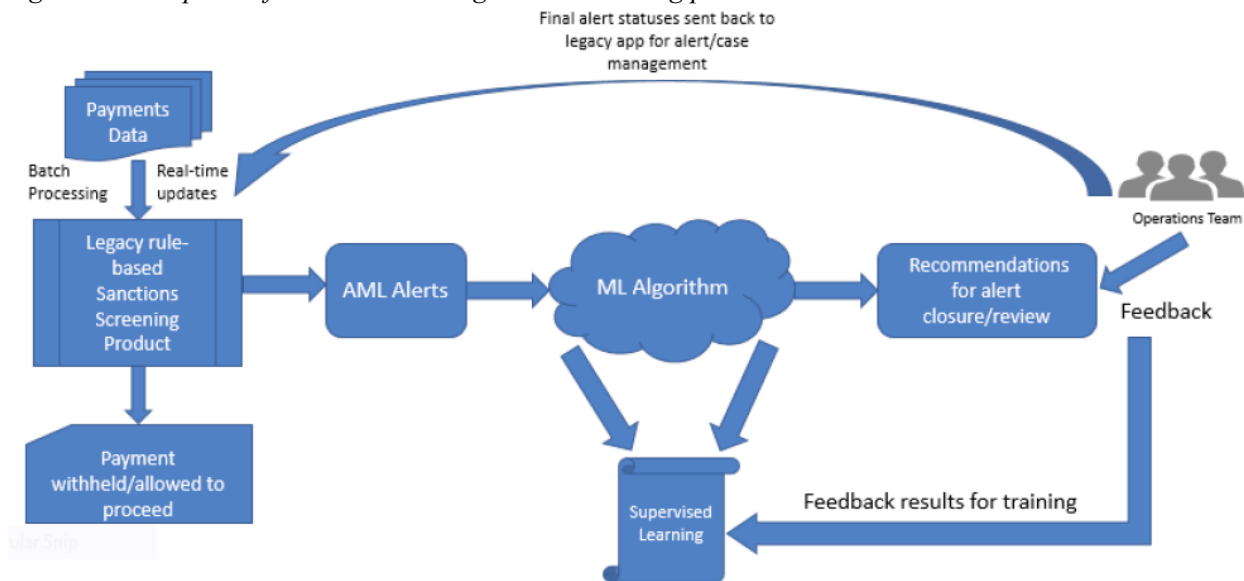 Final alert statuses sent back to
legacy app for alert/case
management
Payments
Data
Batch
Processing
Real-time
updates
Legacy rule-
based
Sanctions
Screening
Product
AML Alerts
ML Algorithm
Recommendations
for alert
closure/review
Operations Team
Feedback
Payment
withheld/allowed to
proceed
Supervised
Learning
Feedback results for training
ular Snip